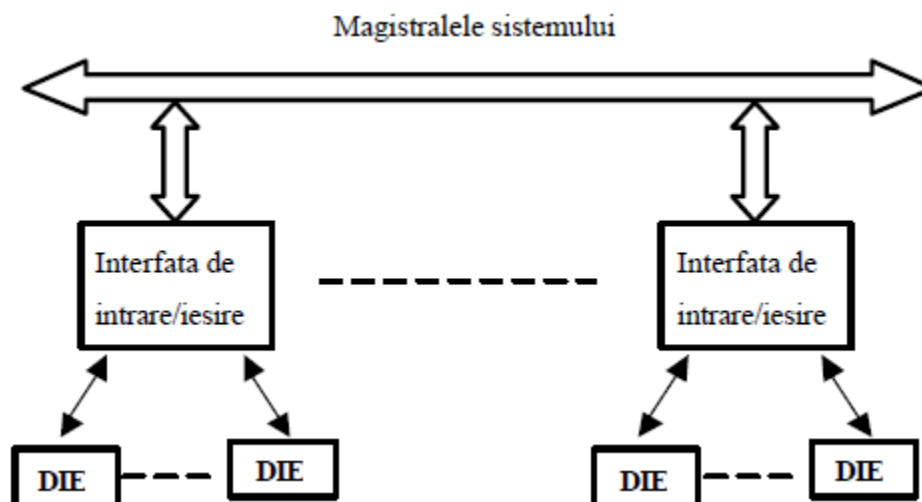 Magistralele sistemului
Interfata de
intrare/iesire
Interfata de
intrare/iesire
DIE
DIE
DIE
DIE